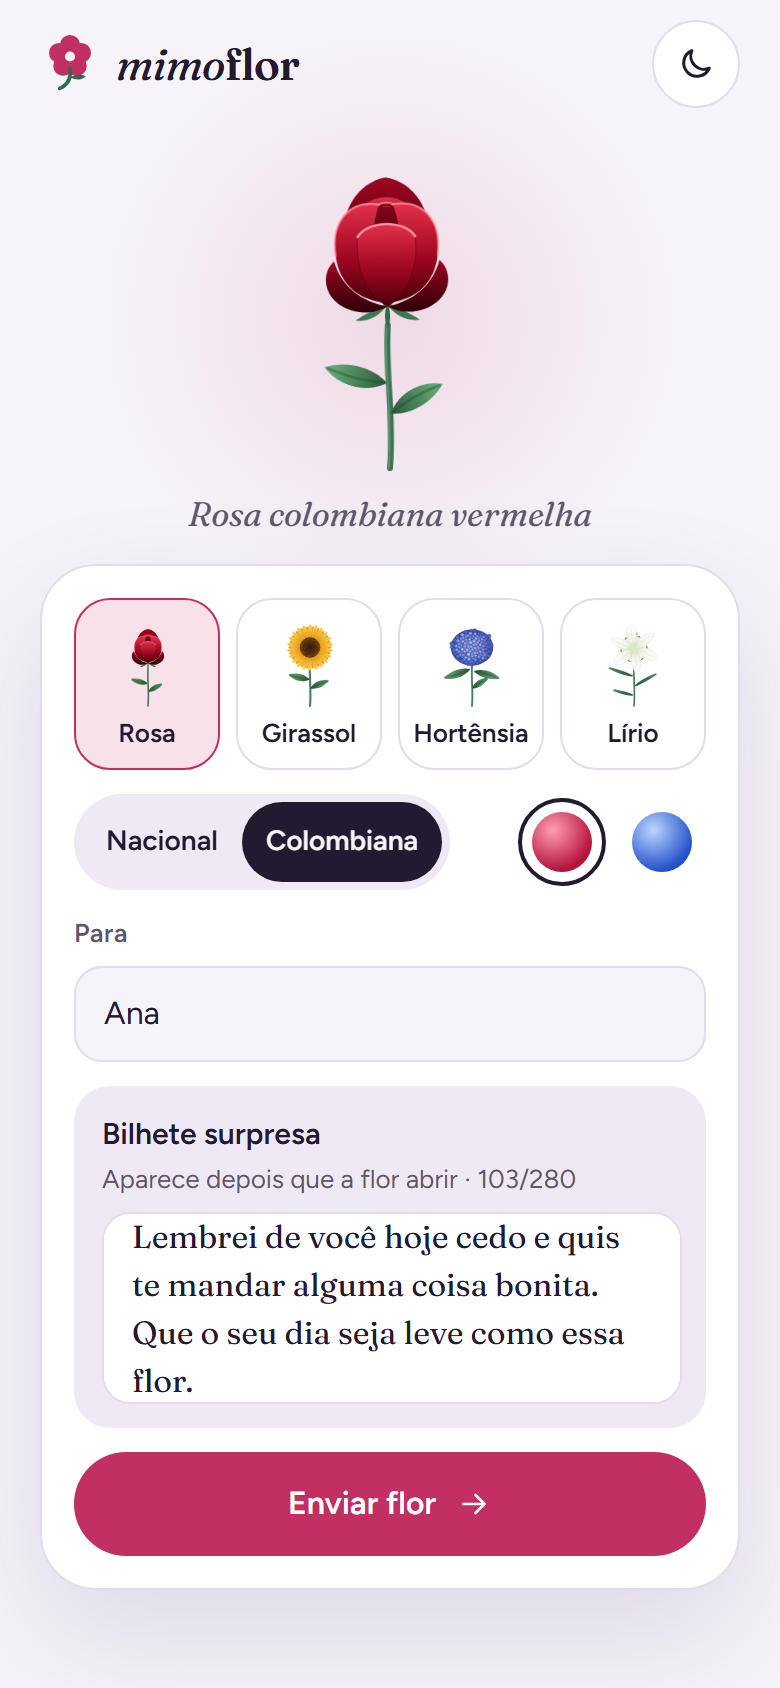 mimoflor
Rosa colombiana vermelha
Rosa
Girassol
Hortênsia
Lírio
Nacional
Colombiana
Para
Ana
Bilhete surpresa
Aparece depois que a flor abrir · 103/280
Lembrei de você hoje cedo e quis
te mandar alguma coisa bonita.
Que o seu dia seja leve como essa
flor.
Enviar flor →